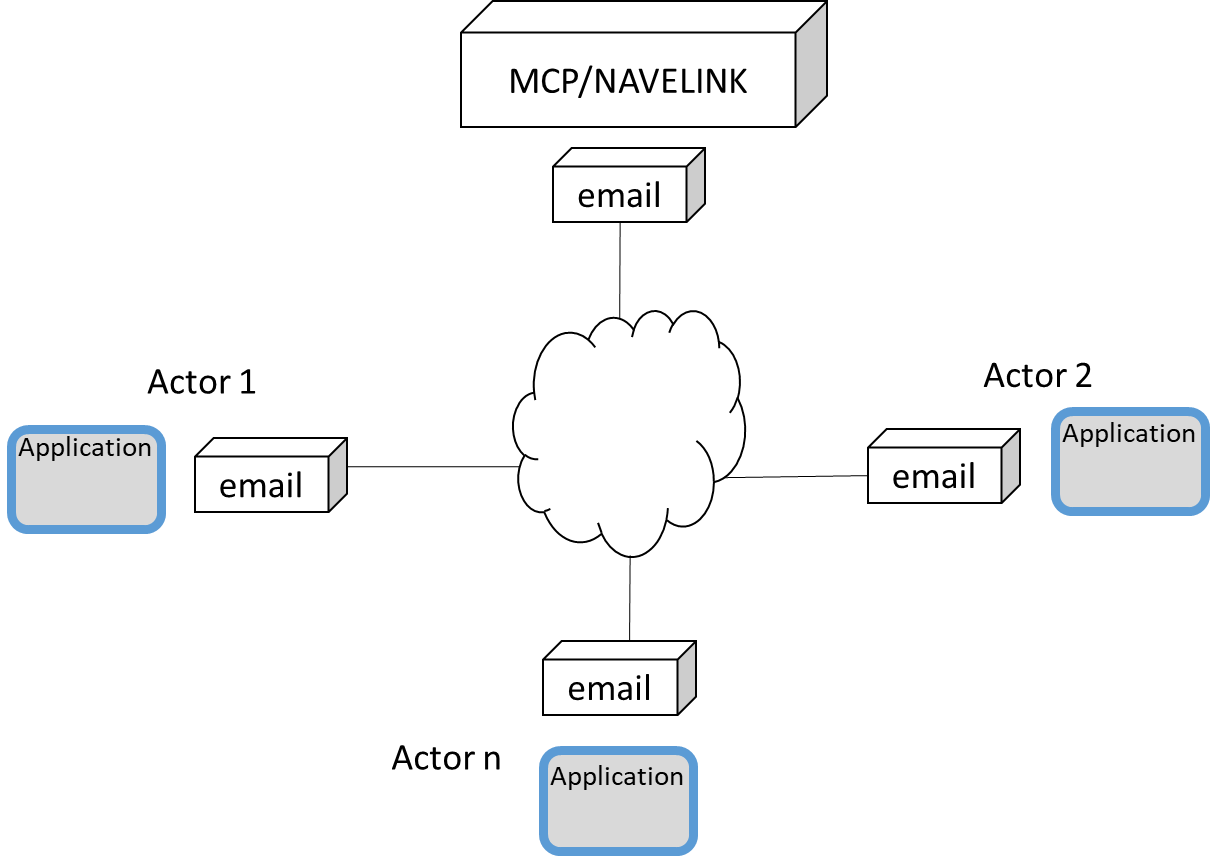 MCP/NAVELINK
email
Actor 1
Application
email
Actor 2
email
Application
email
Actor n
Application